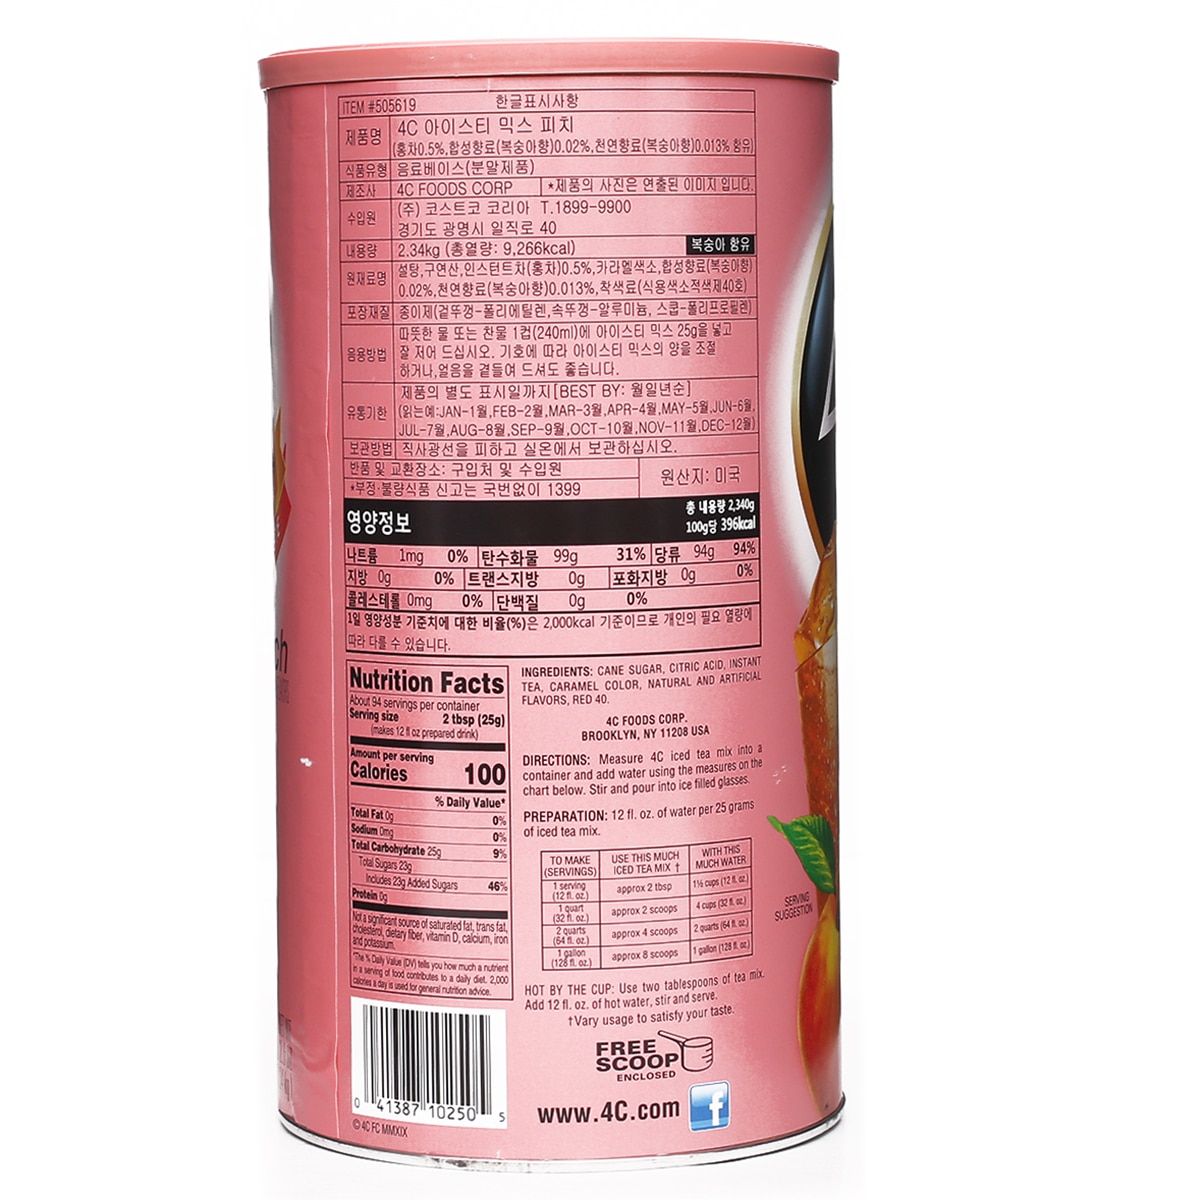 ITEM #505619 한글표시사항
제품명 4C 아이스티 믹스 피치
(홍차0.5%,합성향료(복숭아향)0.02%,천연향료(복숭아향)0.013% 함유)
식품유형 음료베이스(분말제품)
제조사 4C FOODS CORP *제품의 사진은 연출된 이미지 입니다.
수입원 (주) 코스트코 코리아 T.1899-9900
경기도 광명시 일직로 40
내용량 2.34kg (총열량: 9,266kcal) 복숭아 함유
원재료명 설탕,구연산,인스턴트차(홍차)0.5%,카라멜색소,합성향료(복숭아향)
0.02%,천연향료(복숭아향)0.013%,착색료(식용색소적색제40호)
포장재질 종이제(겉뚜껑-폴리에틸렌,속뚜껑-알루미늄, 스쿱-폴리프로필렌)
음용방법 따뜻한 물 또는 찬물 1컵(240ml)에 아이스티 믹스 25g을 넣고
잘 저어 드십시오. 기호에 따라 아이스티 믹스의 양을 조절
하거나,얼음을 곁들여 드셔도 좋습니다.
유통기한 제품의 별도 표시일까지[BEST BY: 월일년순]
(읽는예:JAN-1월,FEB-2월,MAR-3월,APR-4월,MAY-5월,JUN-6월,
JUL-7월,AUG-8월,SEP-9월,OCT-10월,NOV-11월,DEC-12월)
보관방법 직사광선을 피하고 실온에서 보관하십시오.
반품 및 교환장소: 구입처 및 수입원 원산지: 미국
*부정·불량식품 신고는 국번없이 1399
영양정보 총 내용량 2,340g
100g당 396kcal
나트륨 1mg 0% 탄수화물 99g 31% 당류 94g 94%
지방 0g 0% 트랜스지방 0g 포화지방 0g 0%
콜레스테롤 0mg 0% 단백질 0g 0%
1일 영양성분 기준치에 대한 비율(%)은 2,000kcal 기준이므로 개인의 필요 열량에
따라 다를 수 있습니다.
Nutrition Facts
About 94 servings per container
Serving size 2 tbsp (25g)
(makes 12 fl oz prepared drink)
Amount per serving
Calories 100
% Daily Value*
Total Fat 0g 0%
Sodium 0mg 0%
Total Carbohydrate 25g 9%
Total Sugars 23g
Includes 23g Added Sugars 46%
Protein 0g
Not a significant source of saturated fat, trans fat,
cholesterol, dietary fiber, vitamin D, calcium, iron
and potassium.
*The % Daily Value (DV) tells you how much a nutrient
in a serving of food contributes to a daily diet. 2,000
calories a day is used for general nutrition advice.
INGREDIENTS: CANE SUGAR, CITRIC ACID, INSTANT
TEA, CARAMEL COLOR, NATURAL AND ARTIFICIAL
FLAVORS, RED 40.
4C FOODS CORP.
BROOKLYN, NY 11208 USA
DIRECTIONS: Measure 4C iced tea mix into a
container and add water using the measures on the
chart below. Stir and pour into ice filled glasses.
PREPARATION: 12 fl. oz. of water per 25 grams
of iced tea mix.
TO MAKE (SERVINGS) USE THIS MUCH ICED TEA MIX † WITH THIS MUCH WATER
1 serving (12 fl. oz.) approx 2 tbsp 1½ cups (12 fl. oz.)
1 quart (32 fl. oz.) approx 2 scoops 4 cups (32 fl. oz.)
2 quarts (64 fl. oz.) approx 4 scoops 2 quarts (64 fl. oz.)
1 gallon (128 fl. oz.) approx 8 scoops 1 gallon (128 fl. oz.)
HOT BY THE CUP: Use two tablespoons of tea mix.
Add 12 fl. oz. of hot water, stir and serve.
†Vary usage to satisfy your taste.
FREE
SCOOP
ENCLOSED
www.4C.com f
0 41387 10250 5
© 4C FC MMXIX
SERVING
SUGGESTION
ch